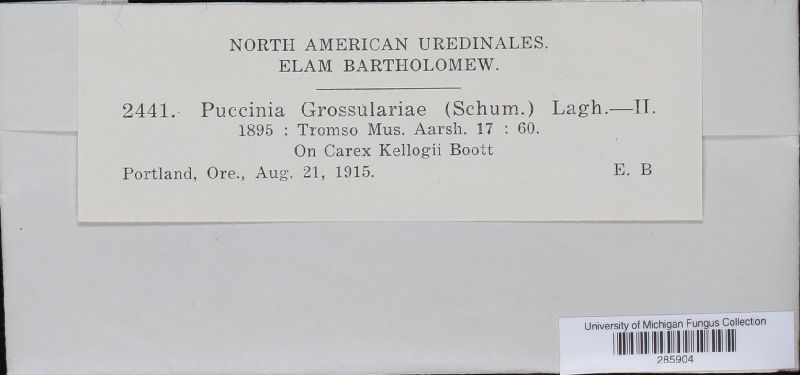 NORTH AMERICAN UREDINALES.
ELAM BARTHOLOMEW.
2441. Puccinia Grossulariae (Schum.) Lagh.—II.
1895 : Tromso Mus. Aarsh. 17 : 60.
On Carex Kellogii Boott
Portland, Ore., Aug. 21, 1915. E. B
University of Michigan Fungus Collection
285904